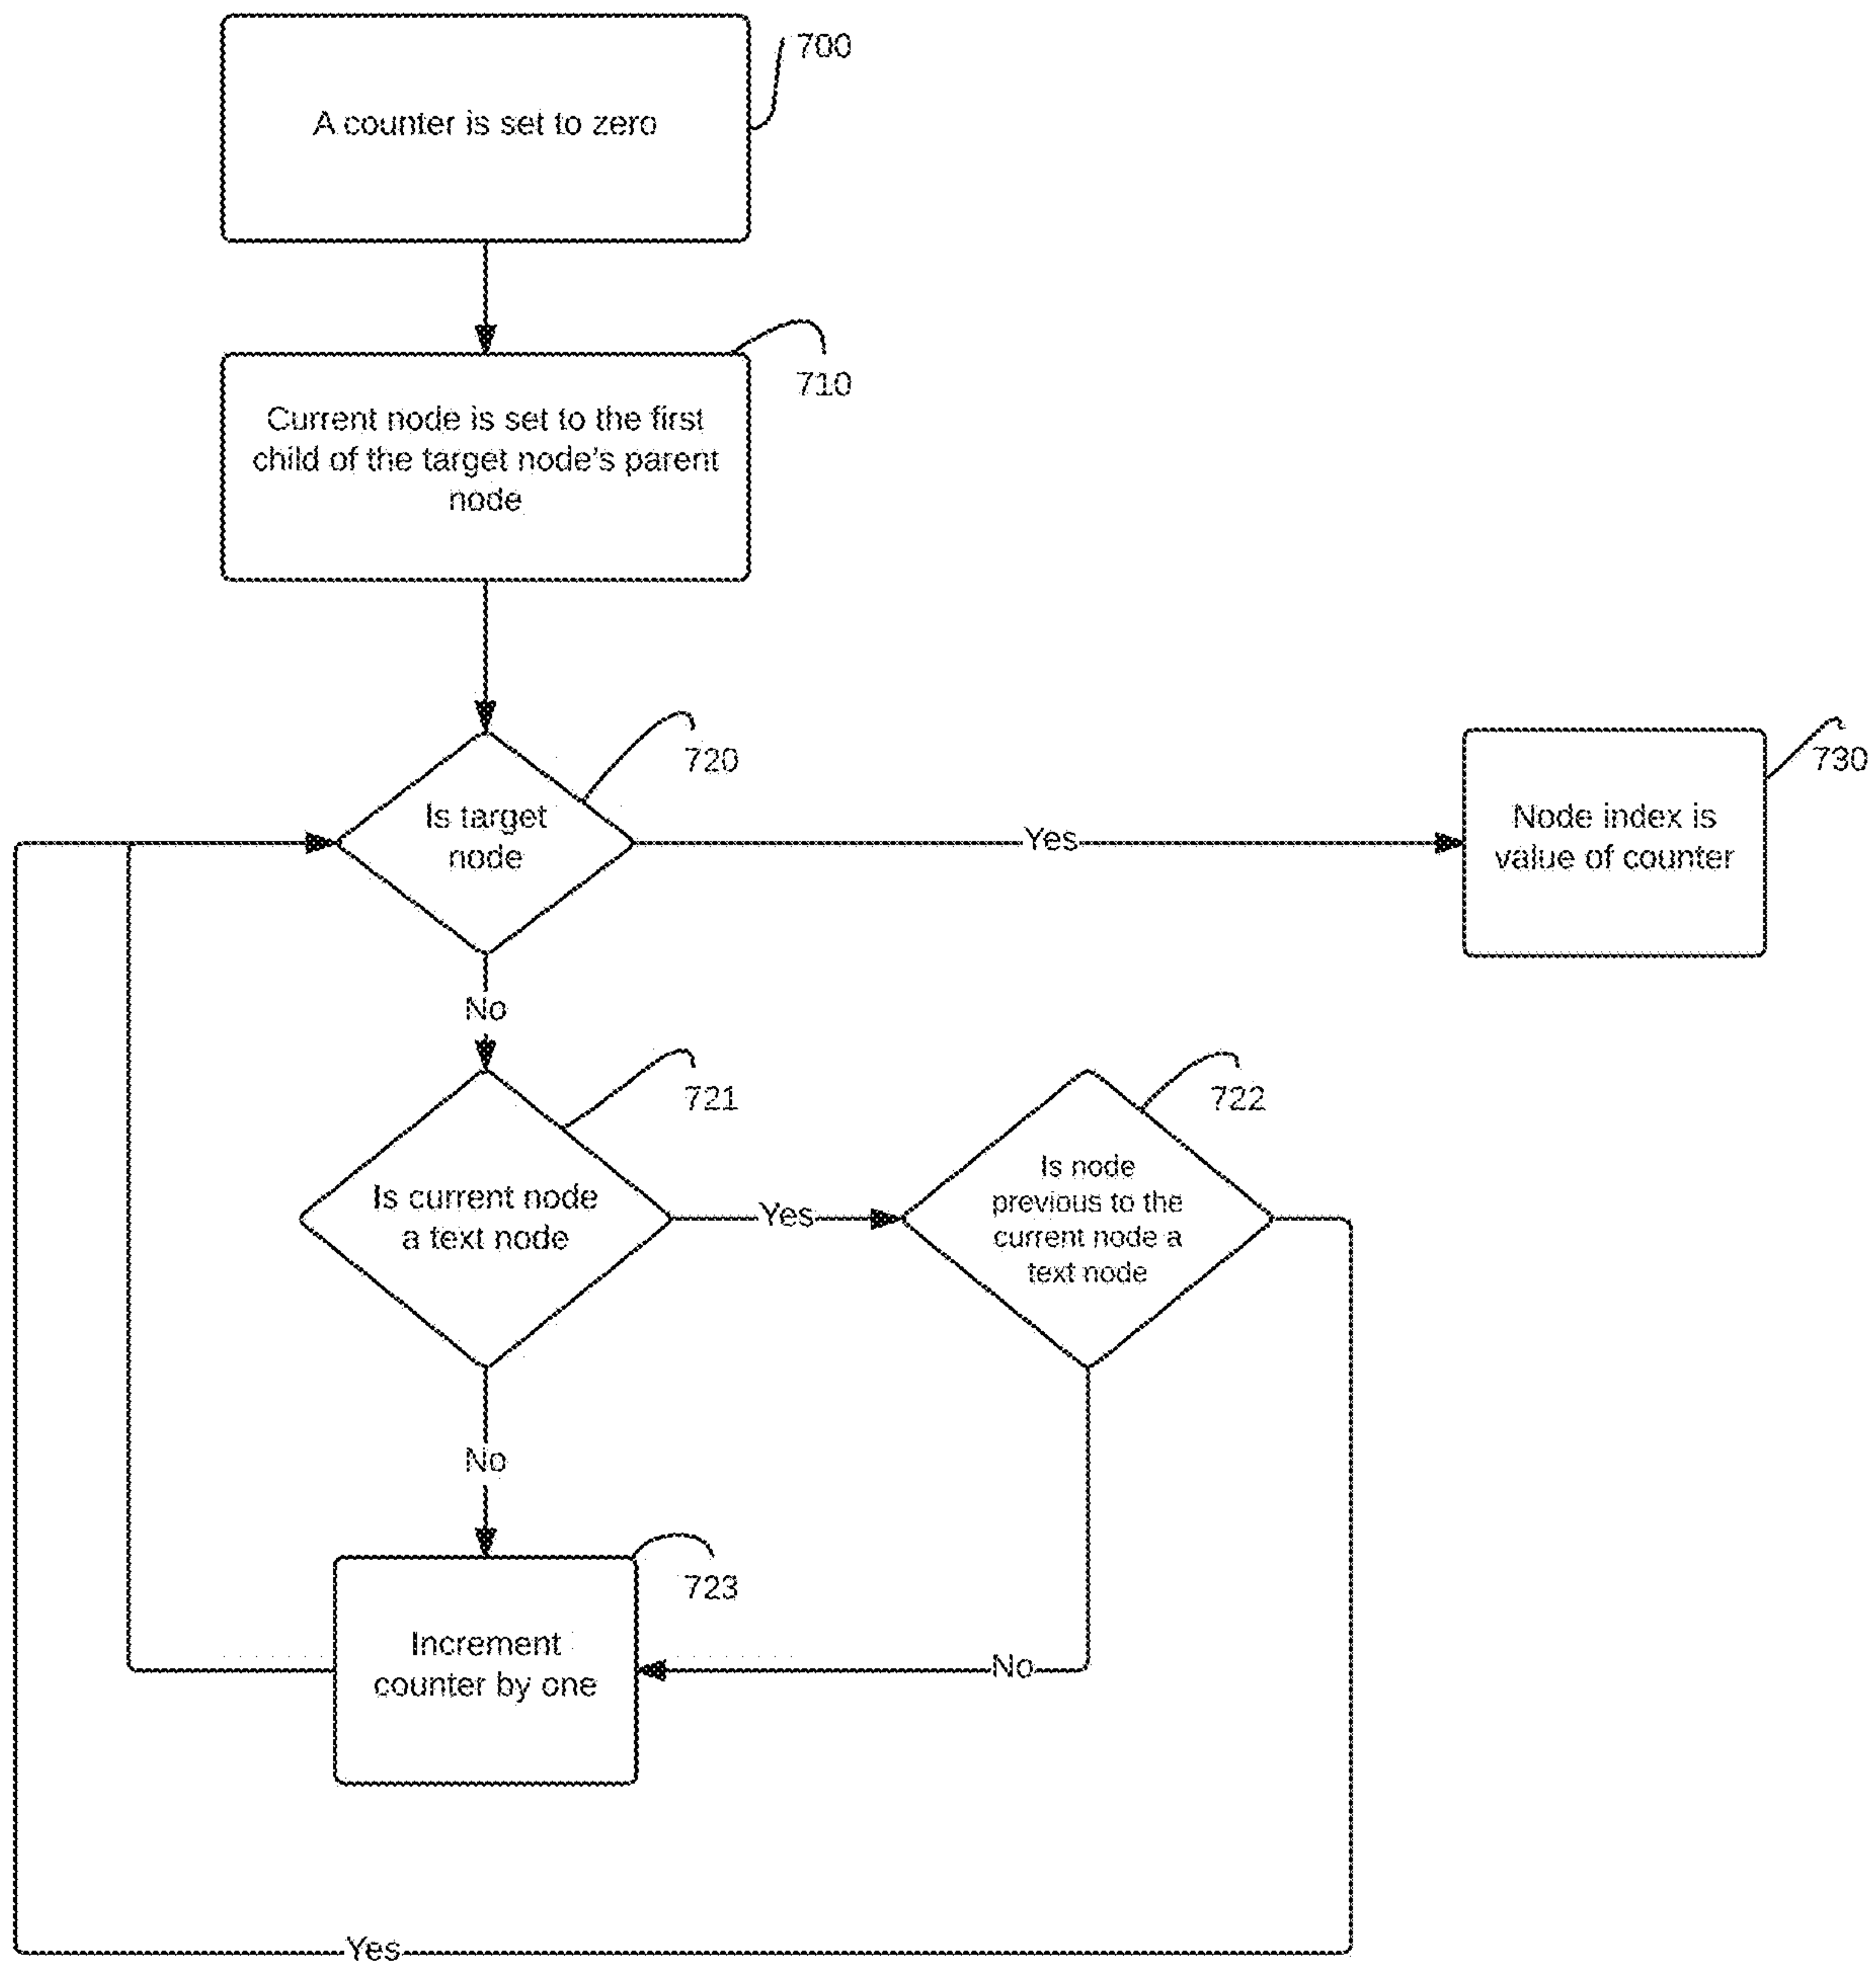 700
A counter is set to zero
710
Current node is set to the first
child of the target node's parent
node
720
Is target
node
Yes
730
Node index is
value of counter
No
721
Is current node
a text node
Yes
722
Is node
previous to the
current node a
text node
No
723
Increment
counter by one
No
Yes